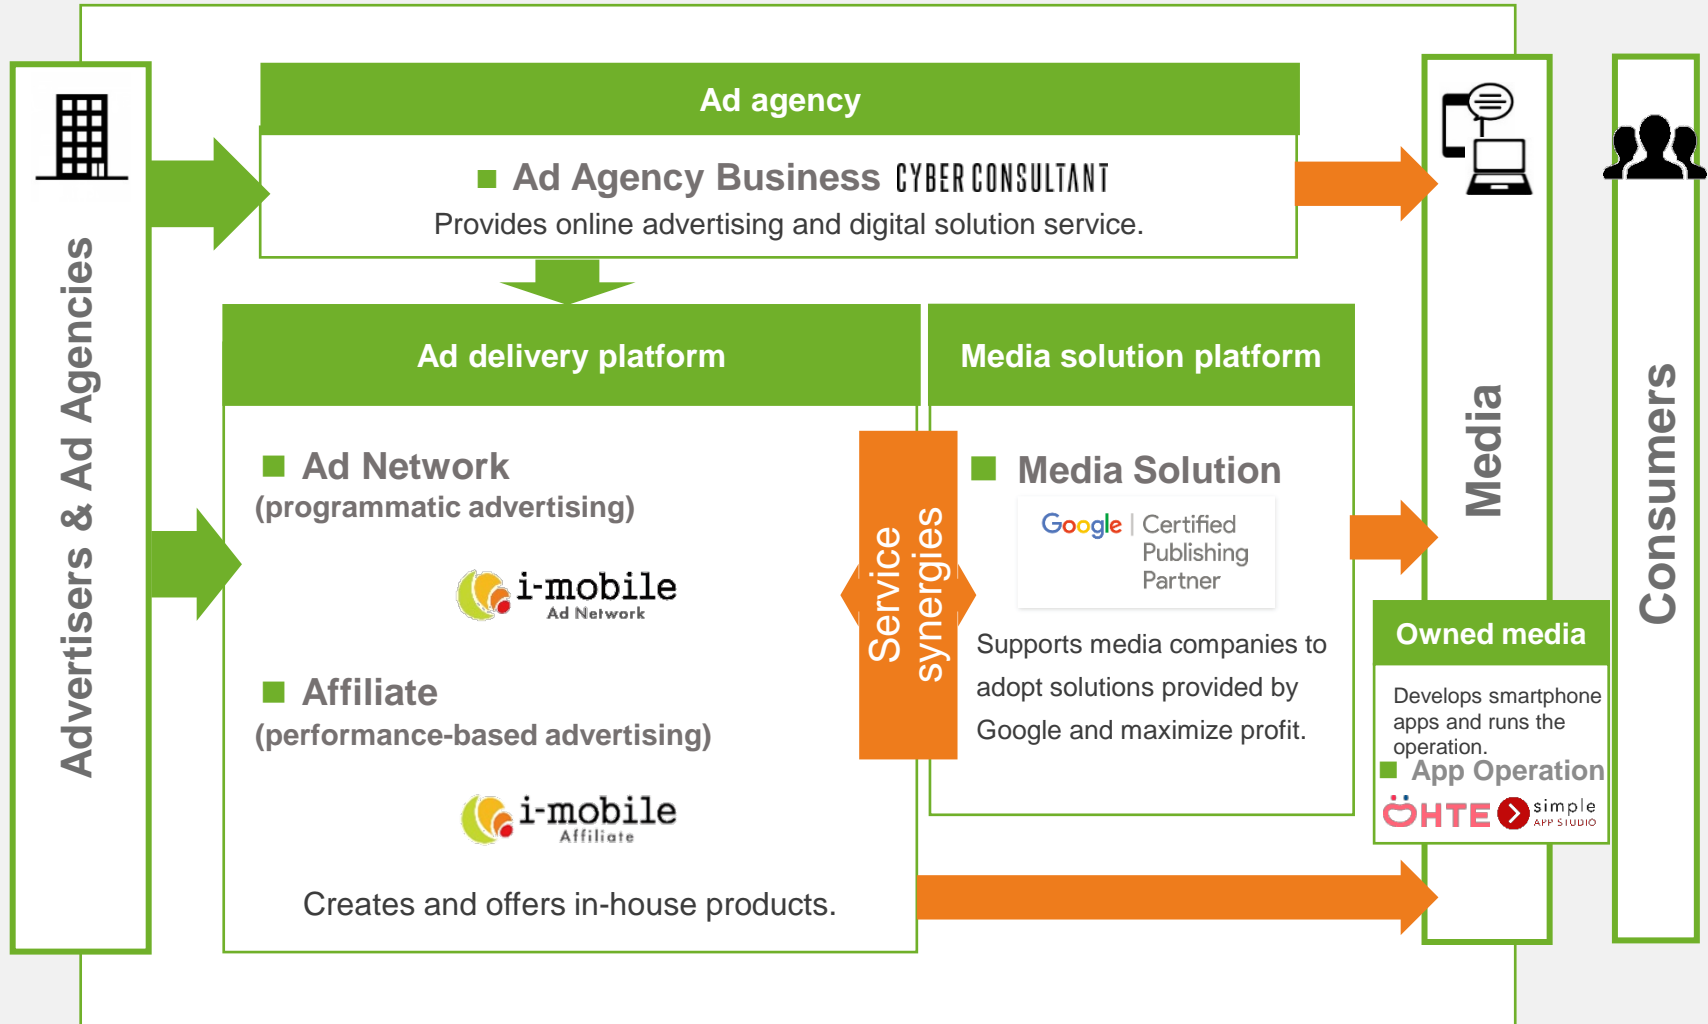 Advertisers & Ad Agencies
Ad agency
Ad Agency Business CYBER CONSULTANT
Provides online advertising and digital solution service.
Ad delivery platform
Ad Network
(programmatic advertising)
i-mobile
Ad Network
Affiliate
(performance-based advertising)
i-mobile
Affiliate
Creates and offers in-house products.
Service
synergies
Media solution platform
Media Solution
Google | Certified
Publishing
Partner
Supports media companies to
adopt solutions provided by
Google and maximize profit.
Media
Owned media
Develops smartphone
apps and runs the
operation.
App Operation
OHTE
simple
APP STUDIO
Consumers